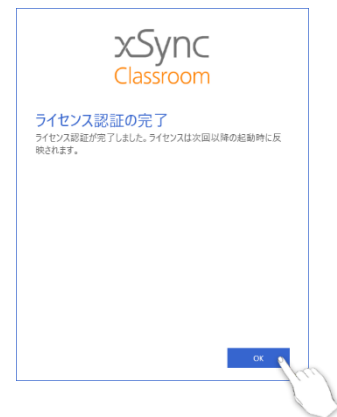 xSync
Classroom
ライセンス認証の完了
ライセンス認証が完了しました。ライセンスは次回以降の起動時に反
映されます。
OK